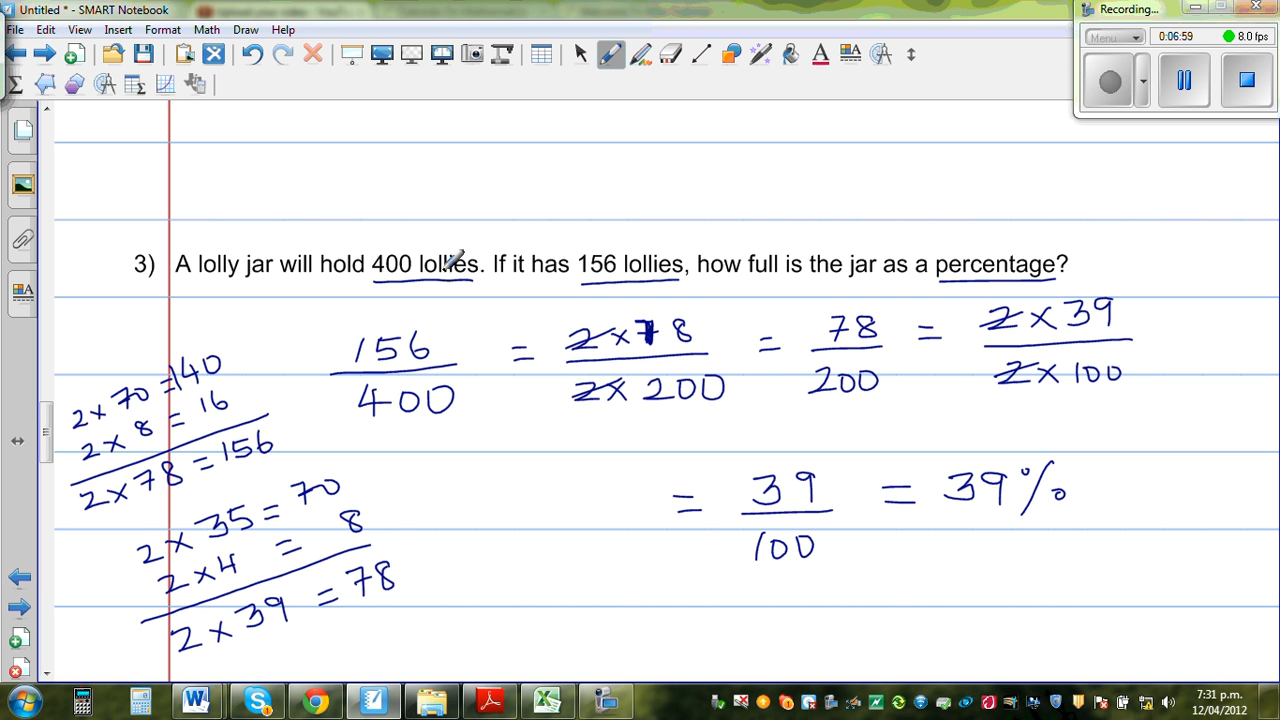 Untitled * - SMART Notebook
Recording...
File Edit View Insert Format Math Draw Help
Menu
0:06:59
8.0 fps
3) A lolly jar will hold 400 lollies. If it has 156 lollies, how full is the jar as a percentage?
156/400 = 2×78/2×200 = 78/200 = 2×39/2×100
= 39/100 = 39%
2×70=140
2×8=16
2×78=156
2×35=70
2×4=8
2×39=78
7:31 p.m.
12/04/2012